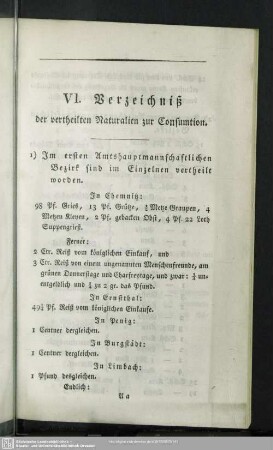 VI. Verzeichniß
der vertheilten Naturalien zur Consumtion.
1) Im ersten Amtshauptmannschaftlichen
Bezirk sind im Einzelnen vertheilt
worden.
In Chemnitz:
98 Pf. Gries, 13 Pf. Grütze, ¾ Metze Graupen, 4
Metzen Kleyen, 2 Pf. gebacken Obst, 4 Pf. 22 Loth
Suppengries.
Ferner:
2 Ctr. Reiß vom königlichen Einkauf, und
3 Ctr. Reiß von einem ungenannten Menschenfreunde, am
grünen Donnerstage und Charfreytage, und zwar: ½ un-
entgeldlich und ½ zu 2 gr. das Pfund.
In Ernstthal:
49½ Pf. Reiß vom königlichen Einkaufe.
In Penig:
1 Centner dergleichen.
In Burgstädt:
1 Centner dergleichen.
In Limbach:
1 Pfund desgleichen.
Endlich:
Aa